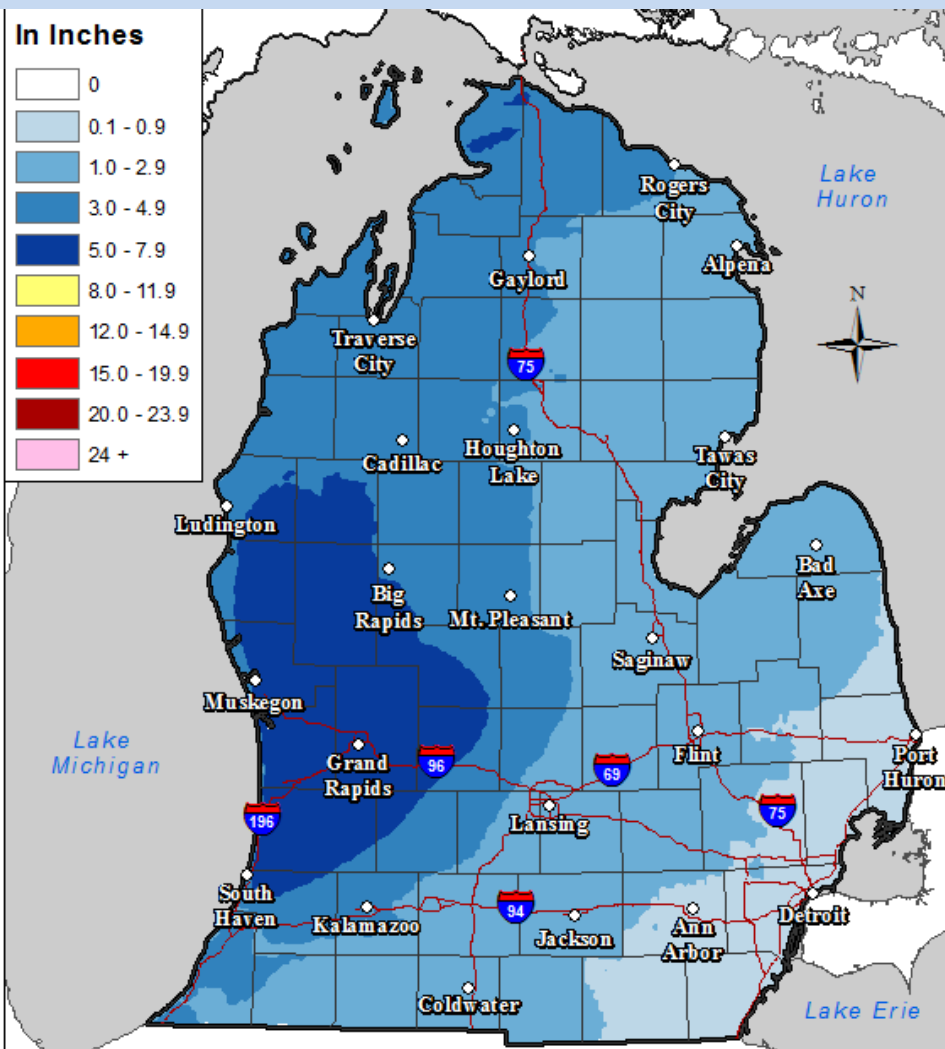 In Inches
0
0.1 - 0.9
1.0 - 2.9
3.0 - 4.9
5.0 - 7.9
8.0 - 11.9
12.0 - 14.9
15.0 - 19.9
20.0 - 23.9
24 +
Lake
Huron
Rogers
City
Alpena
Gaylord
N
Traverse
City
75
Cadillac
Houghton
Lake
Tawas
City
Ludington
Bad
Axe
Big
Rapids
Mt. Pleasant
Saginaw
Muskegon
Lake
Michigan
Grand
Rapids
96
69
Flint
Port
Huron
196
Lansing
75
South
Haven
Kalamazoo
94
Jackson
Ann
Arbor
Detroit
Coldwater
Lake Erie